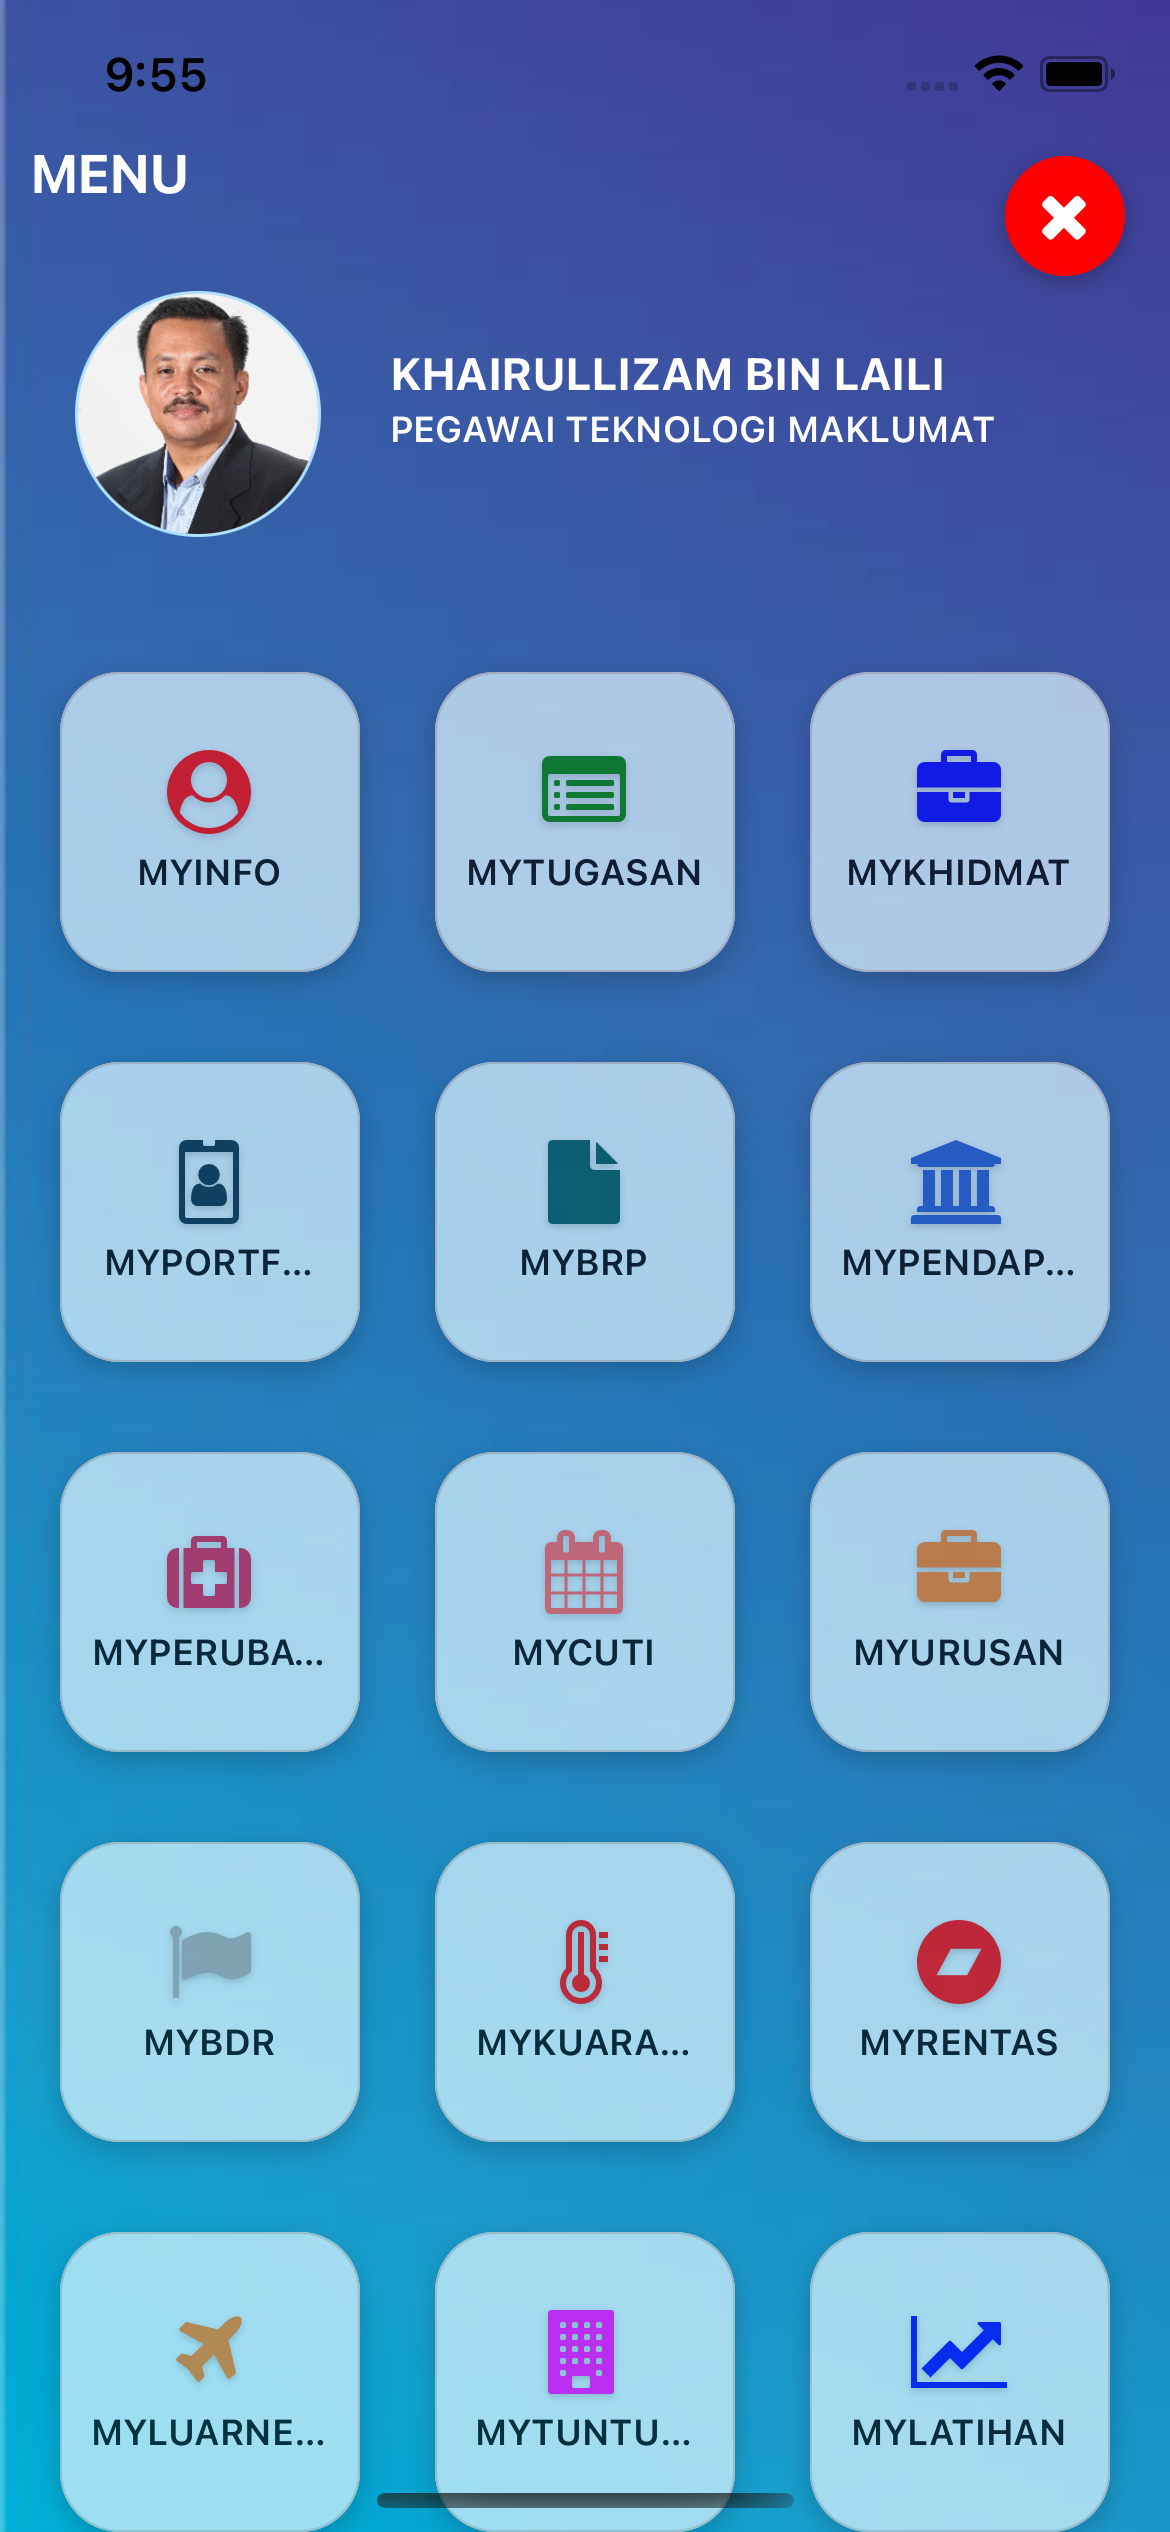 9:55
MENU
KHAIRULLIZAM BIN LAILI
PEGAWAI TEKNOLOGI MAKLUMAT
MYINFO
MYTUGASAN
MYKHIDMAT
MYPORTF...
MYBRP
MYPENDAP...
MYPERUBA...
MYCUTI
MYURUSAN
MYBDR
MYKUARA...
MYRENTAS
MYLUARNE...
MYTUNTU...
MYLATIHAN